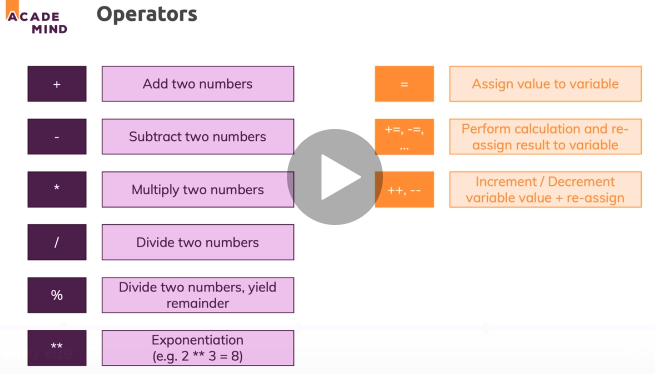 ACADE
MIND
Operators
+
Add two numbers
-
Subtract two numbers
*
Multiply two numbers
/
Divide two numbers
%
Divide two numbers, yield
remainder
**
Exponentiation
(e.g. 2 ** 3 = 8)
=
Assign value to variable
+=, -=,
...
Perform calculation and re-
assign result to variable
++, --
Increment / Decrement
variable value + re-assign